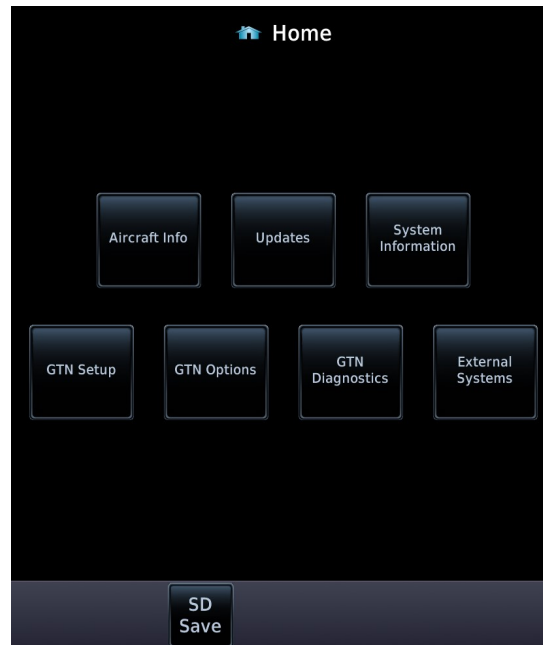 Home
Aircraft Info
Updates
System
Information
GTN Setup
GTN Options
GTN
Diagnostics
External
Systems
SD
Save